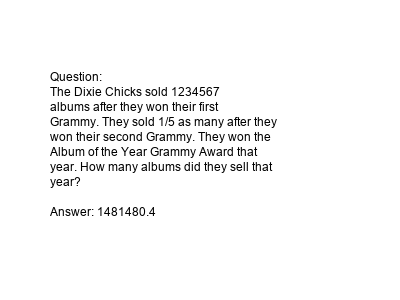 Question:
The Dixie Chicks sold 1234567
albums after they won their first
Grammy. They sold 1/5 as many after they
won their second Grammy. They won the
Album of the Year Grammy Award that
year. How many albums did they sell that
year?
Answer: 1481480.4